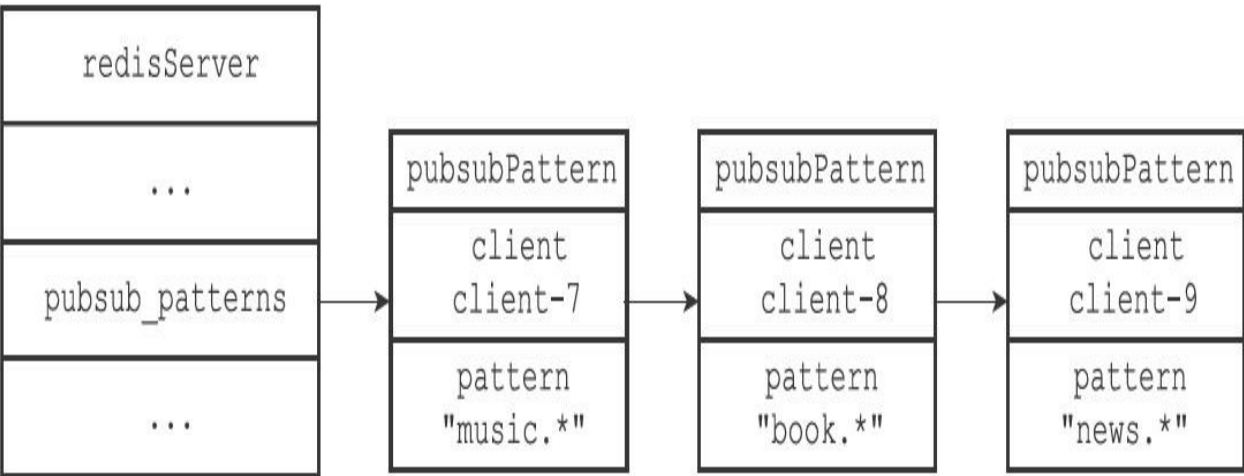 redisServer
...
pubsub_patterns
...
pubsubPattern
client
client-7
pattern
"music.*"
pubsubPattern
client
client-8
pattern
"book.*"
pubsubPattern
client
client-9
pattern
"news.*"